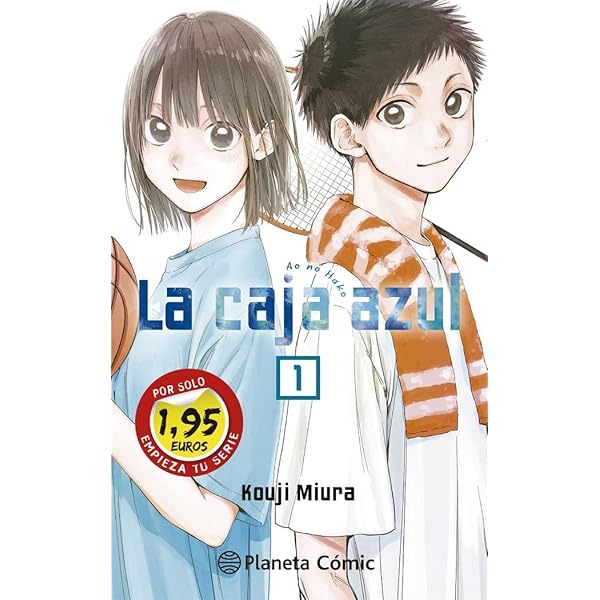 Ao no Hako
La caja azul
1
POR SOLO
1,95
EUROS
EMPIEZA TU SERIE
Kouji Miura
Planeta Cómic